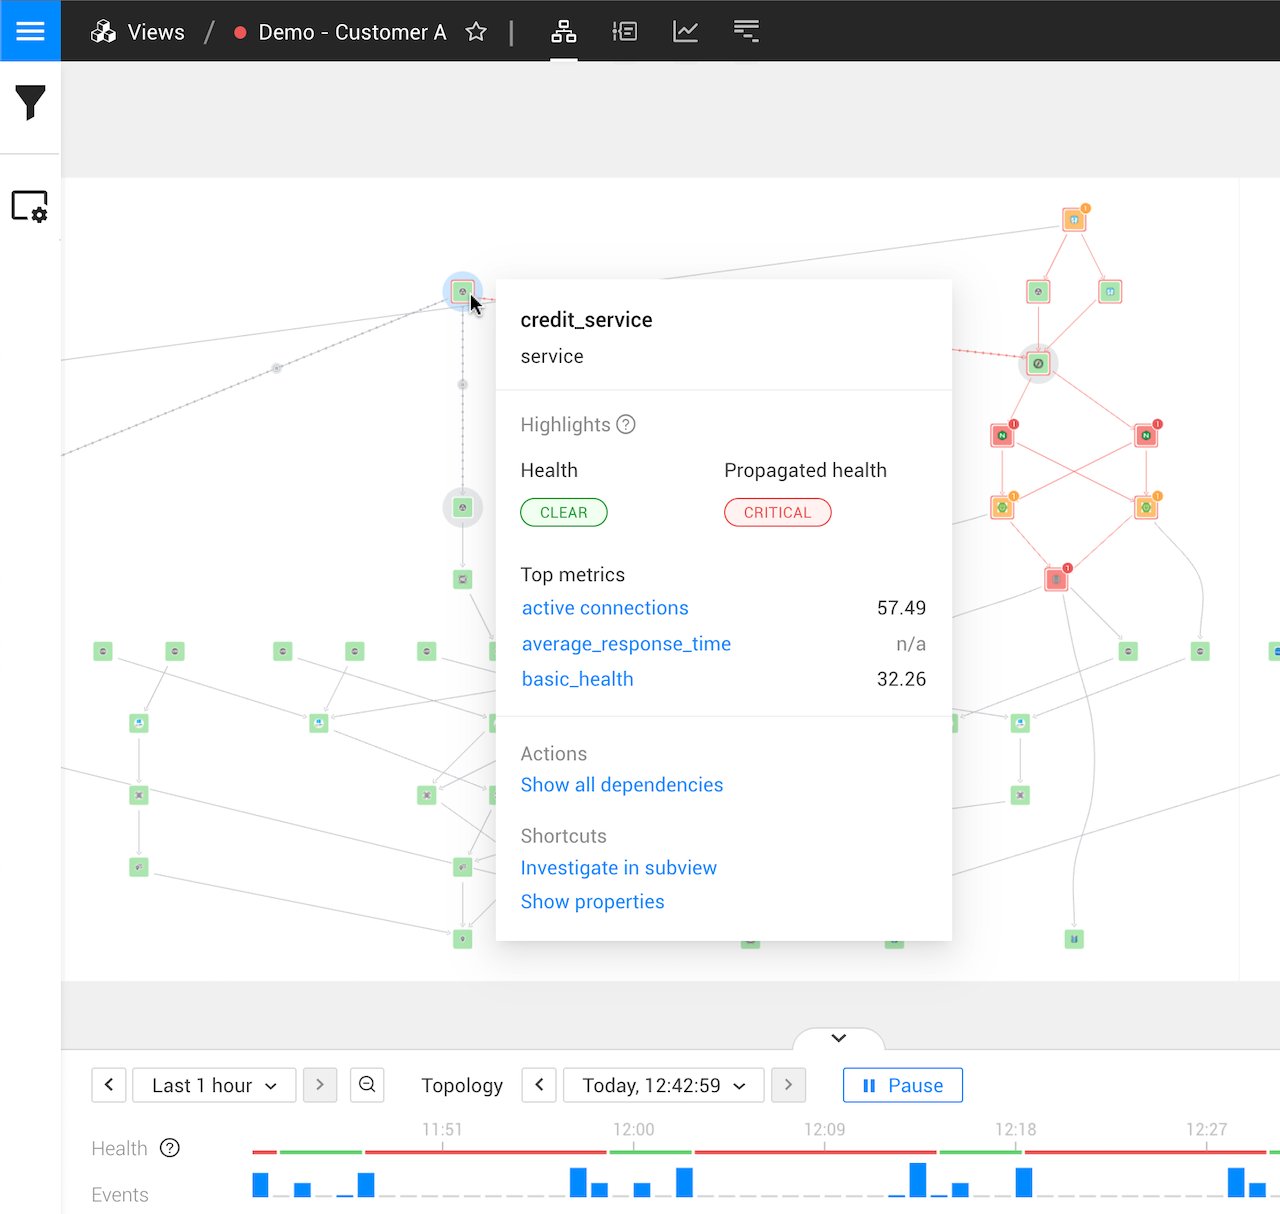 Views / Demo - Customer A |
credit_service
service
Highlights ?
Health Propagated health
CLEAR CRITICAL
Top metrics
active connections 57.49
average_response_time n/a
basic_health 32.26
Actions
Show all dependencies
Shortcuts
Investigate in subview
Show properties
Last 1 hour Topology Today, 12:42:59 Pause
11:51 12:00 12:09 12:18 12:27
Health ?
Events